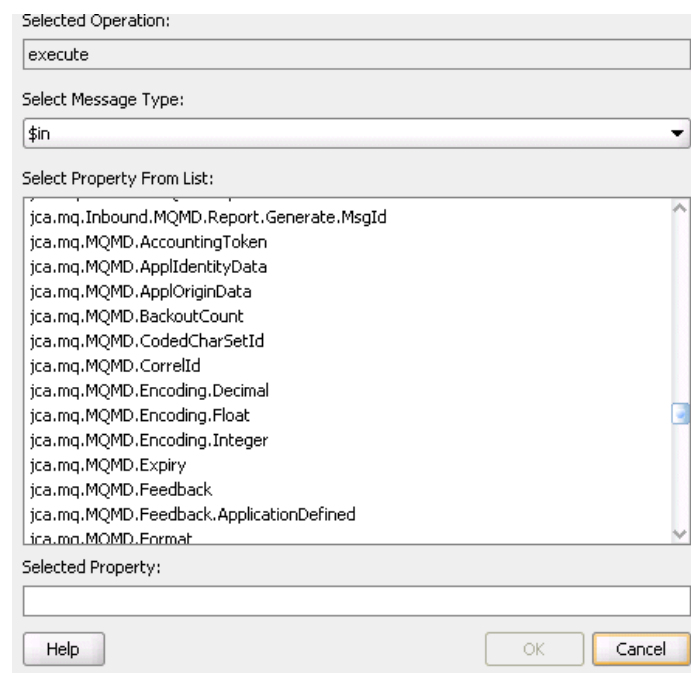 Selected Operation:
execute
Select Message Type:
$in
Select Property From List:
jca.mq.Inbound.MQMD.Report.Generate.MsgId
jca.mq.MQMD.AccountingToken
jca.mq.MQMD.ApplIdentityData
jca.mq.MQMD.ApplOriginData
jca.mq.MQMD.BackoutCount
jca.mq.MQMD.CodedCharSetId
jca.mq.MQMD.CorrelId
jca.mq.MQMD.Encoding.Decimal
jca.mq.MQMD.Encoding.Float
jca.mq.MQMD.Encoding.Integer
jca.mq.MQMD.Expiry
jca.mq.MQMD.Feedback
jca.mq.MQMD.Feedback.ApplicationDefined
jca.mq.MQMD.Format
Selected Property:
Help
OK
Cancel